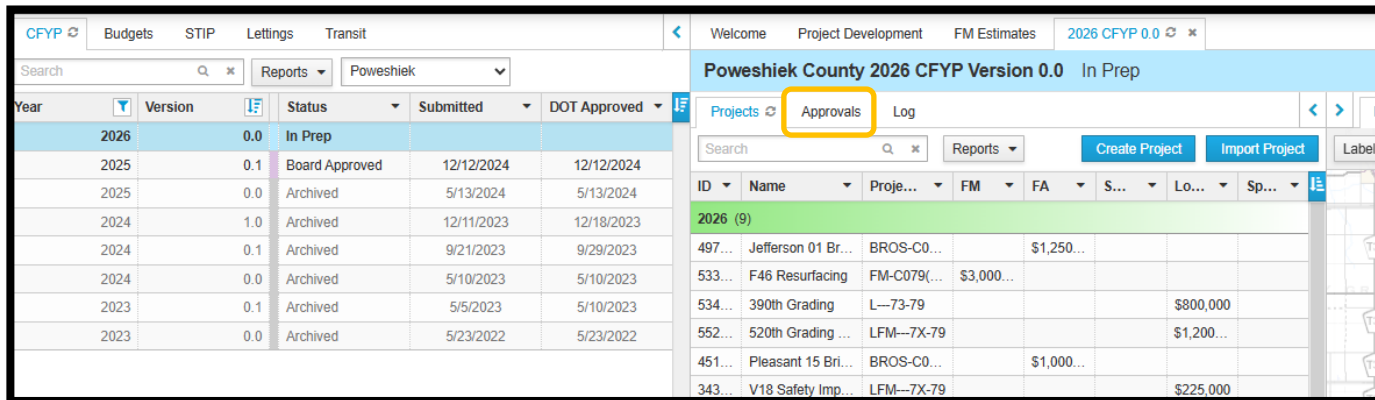 CFYP Budgets STIP Lettings Transit
Search Reports Poweshiek
Year Version Status Submitted DOT Approved
2026 0.0 In Prep
2025 0.1 Board Approved 12/12/2024 12/12/2024
2025 0.0 Archived 5/13/2024 5/13/2024
2024 1.0 Archived 12/11/2023 12/18/2023
2024 0.1 Archived 9/21/2023 9/29/2023
2024 0.0 Archived 5/10/2023 5/10/2023
2023 0.1 Archived 5/5/2023 5/10/2023
2023 0.0 Archived 5/23/2022 5/23/2022
Welcome Project Development FM Estimates 2026 CFYP 0.0
Poweshiek County 2026 CFYP Version 0.0 In Prep
Projects Approvals Log
Search Reports Create Project Import Project Label
ID Name Proje... FM FA S... Lo... Sp...
2026 (9)
497... Jefferson 01 Br... BROS-C0... $1,250...
533... F46 Resurfacing FM-C079(... $3,000...
534... 390th Grading L---73-79 $800,000
552... 520th Grading ... LFM---7X-79 $1,200...
451... Pleasant 15 Bri... BROS-C0... $1,000...
343... V18 Safety Imp... LFM---7X-79 $225,000